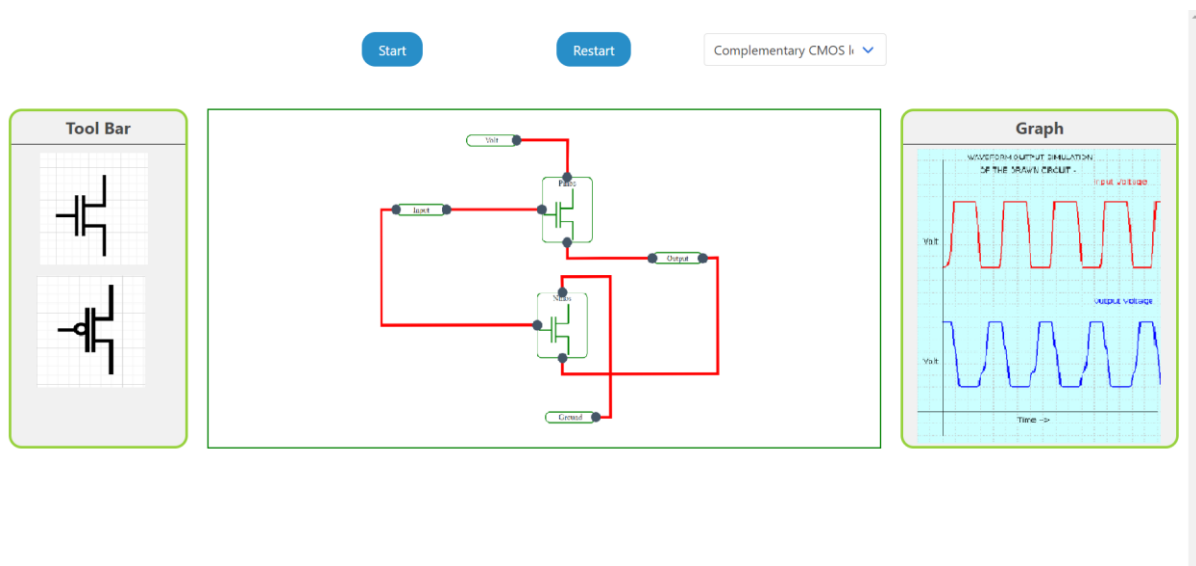 Start
Restart
Complementary CMOS l
Tool Bar
Volt
Pmos
Input
Output
Nmos
Ground
Graph
WAVEFORM OUTPUT SIMULATION
OF THE DRAWN CIRCUIT -
Input Voltage
Volt
Output Voltage
Volt
Time -->